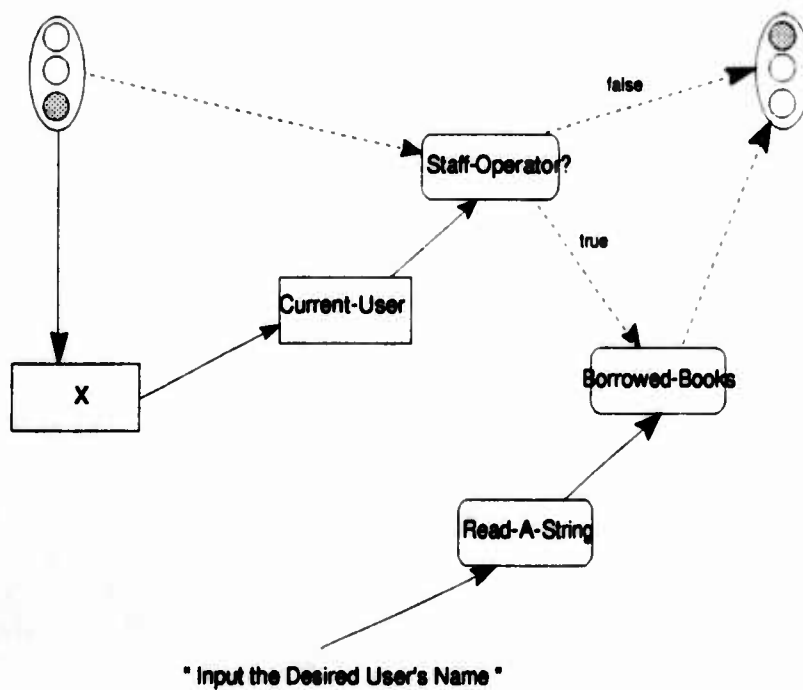 false
Staff-Operator?
true
Current-User
X
Borrowed-Books
Read-A-String
" Input the Desired User's Name "